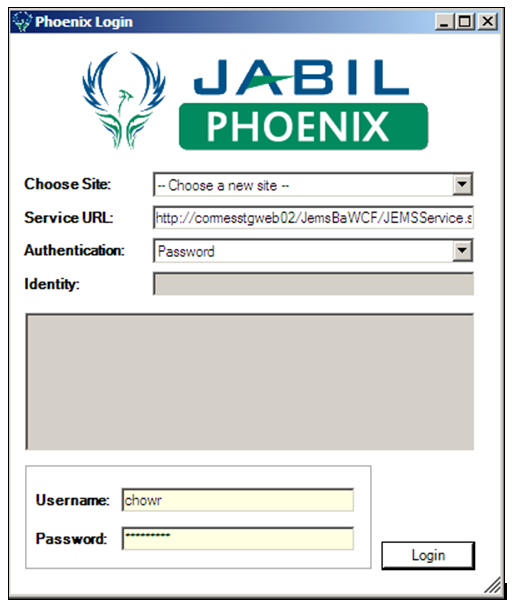 Phoenix Login
JABIL
PHOENIX
Choose Site: -- Choose a new site --
Service URL: http://cormesstgweb02/JemsBaWCF/JEMSService.s
Authentication: Password
Identity:
Username: chowr
Password: *********
Login